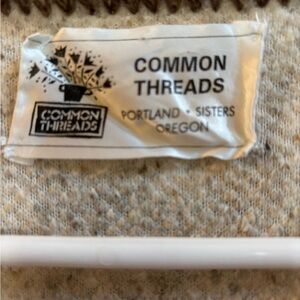 COMMON
THREADS
PORTLAND • SISTERS
OREGON
COMMON
THREADS